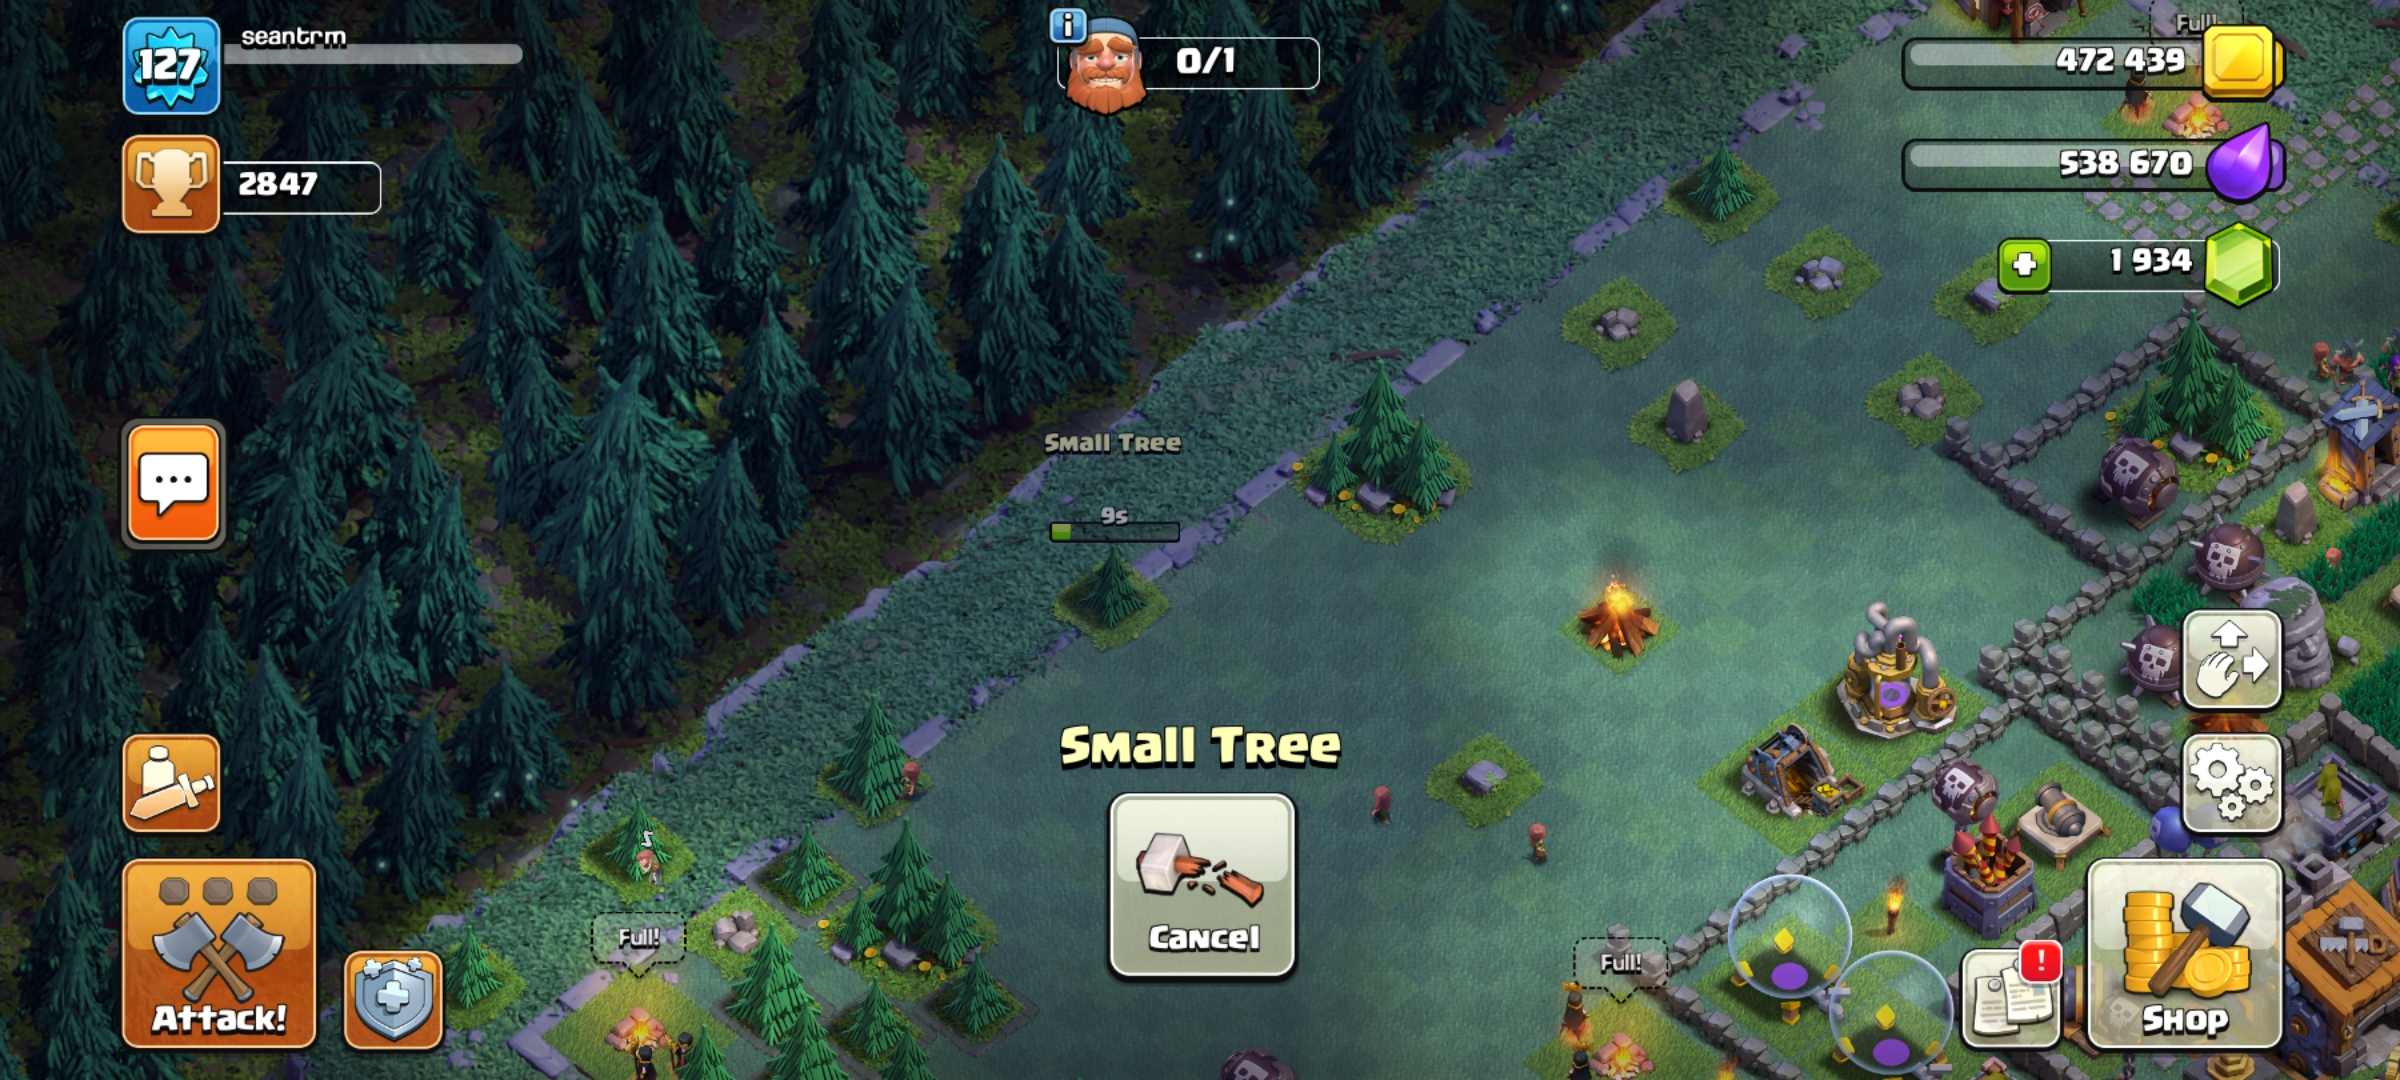 127
seantrm
0/1
Full!
472 439
2847
538 670
1 934
Small Tree
9s
Small Tree
Cancel
Full!
Full!
Attack!
!
Shop